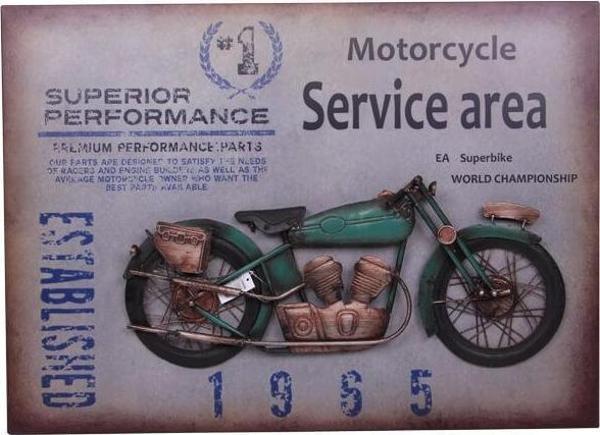 #1
SUPERIOR
PERFORMANCE
PREMIUM PERFORMANCE:PARTS
OUR PARTS ARE DESIGNED TO SATISFY THE NEEDS
OF RACERS AND ENGINE BUILDERS AS WELL AS THE
AVERAGE MOTORCYCLE OWNER WHO WANT THE
BEST PARTS AVAILABLE
Motorcycle
Service area
EA Superbike
WORLD CHAMPIONSHIP
ESTABLISHED
1965